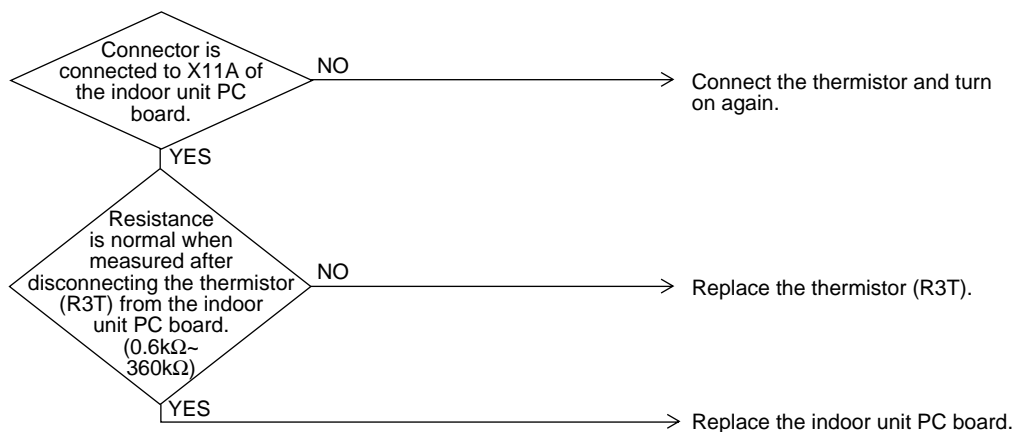 Connector is
connected to X11A of
the indoor unit PC
board.
NO
Connect the thermistor and turn
on again.
YES
Resistance
is normal when
measured after
disconnecting the thermistor
(R3T) from the indoor
unit PC board.
(0.6kΩ~
360kΩ)
NO
Replace the thermistor (R3T).
YES
Replace the indoor unit PC board.